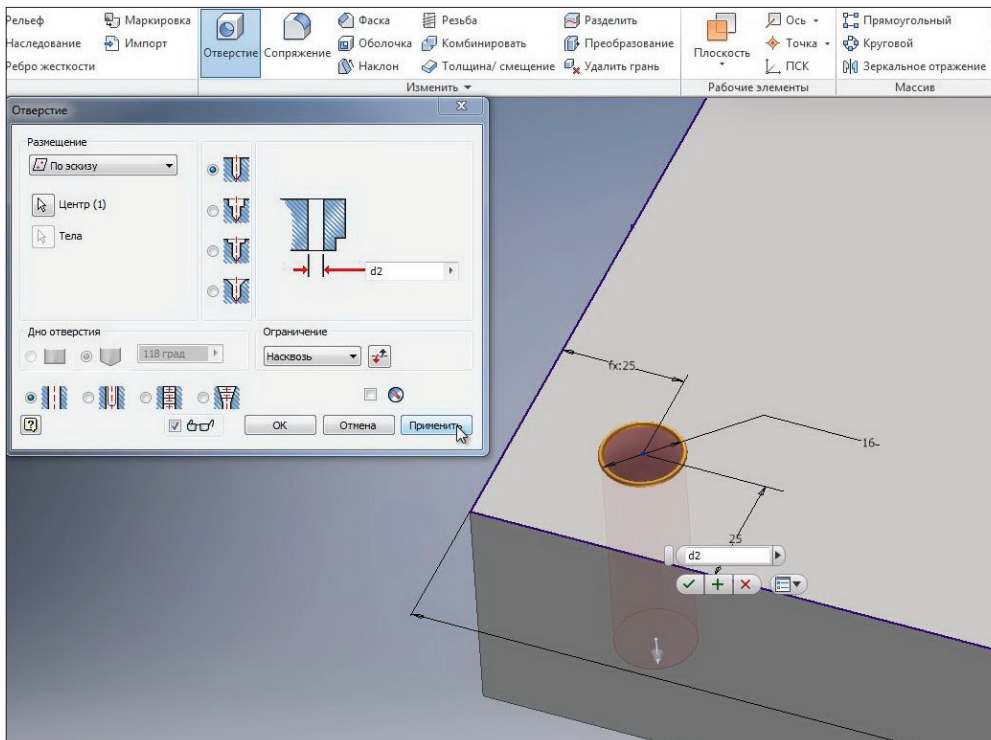 Рельеф Маркировка Отверстие Сопряжение Фаска Резьба Разделить Плоскость Ось Прямоугольный
Наследование Импорт Оболочка Комбинировать Преобразование Точка Круговой
Ребро жесткости Наклон Толщина/ смещение Удалить грань ПСК Зеркальное отражение
Изменить Рабочие элементы Массив
Отверстие
Размещение
По эскизу
Центр (1)
Тела
d2
Дно отверстия
118 град
Ограничение
Насквозь
ОК Отмена Применить
fx:25
16
25
d2